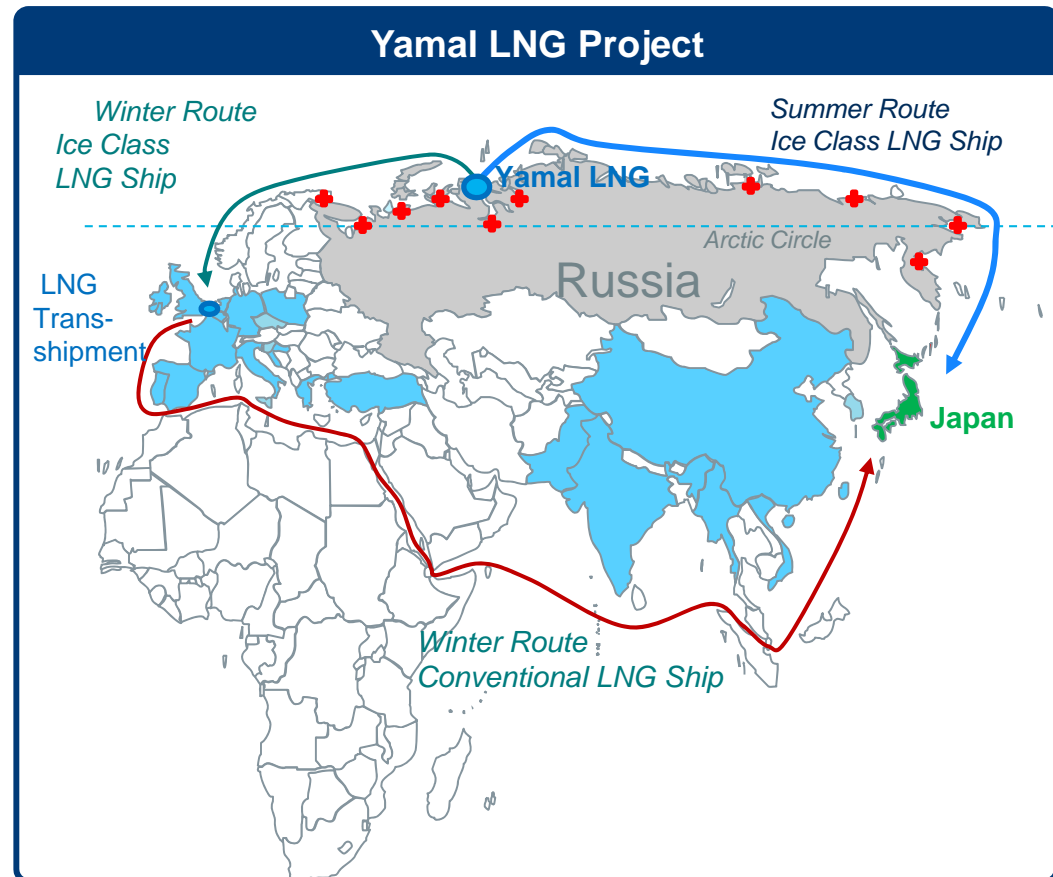 Yamal LNG Project
Winter Route
Ice Class
LNG Ship
Summer Route
Ice Class LNG Ship
Yamal LNG
Arctic Circle
Russia
LNG
Trans-
shipment
Japan
Winter Route
Conventional LNG Ship